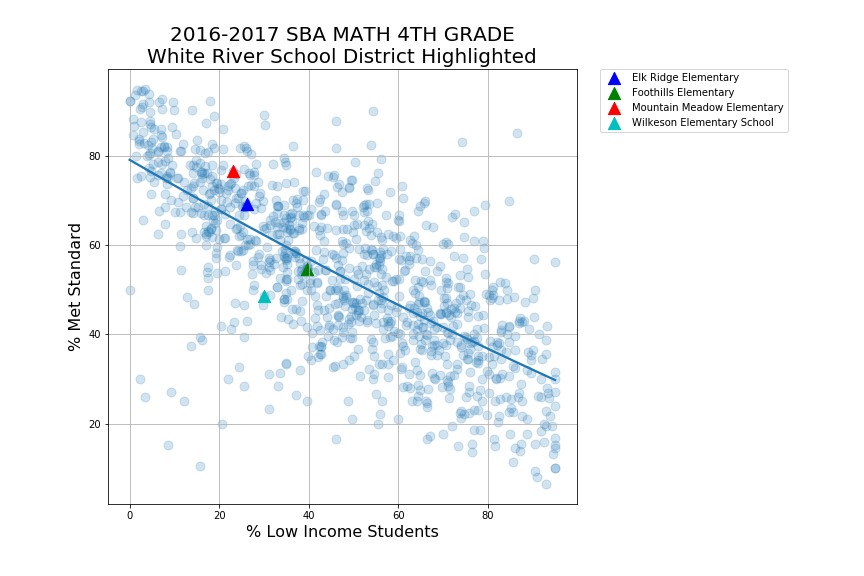 2016-2017 SBA MATH 4TH GRADE
White River School District Highlighted
Elk Ridge Elementary
Foothills Elementary
Mountain Meadow Elementary
Wilkeson Elementary School
% Met Standard
80
60
40
20
0 20 40 60 80
% Low Income Students